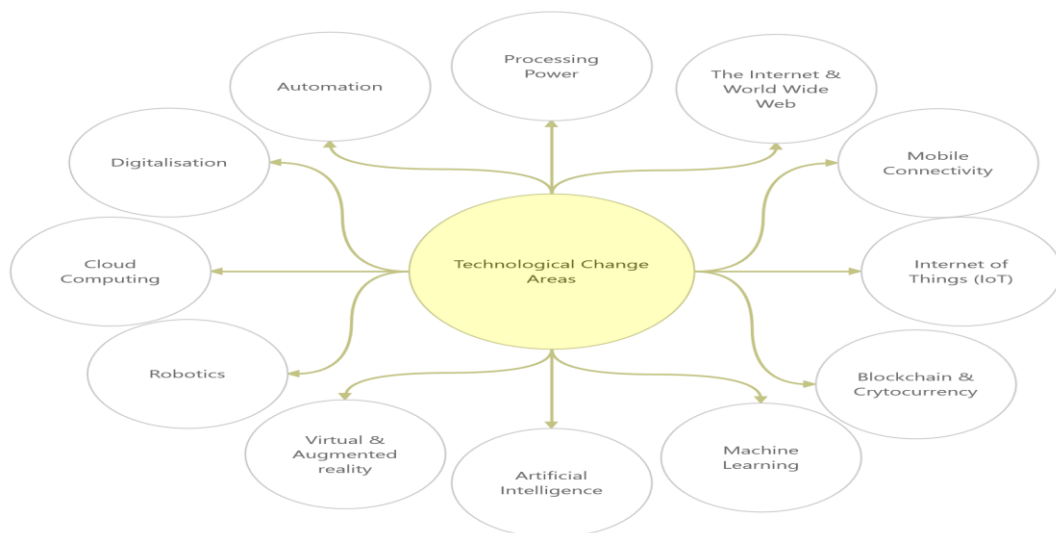 Processing
Power
Automation
The Internet &
World Wide
Web
Digitalisation
Mobile
Connectivity
Cloud
Computing
Technological Change
Areas
Internet of
Things (IoT)
Robotics
Blockchain &
Crytocurrency
Virtual &
Augmented
reality
Artificial
Intelligence
Machine
Learning